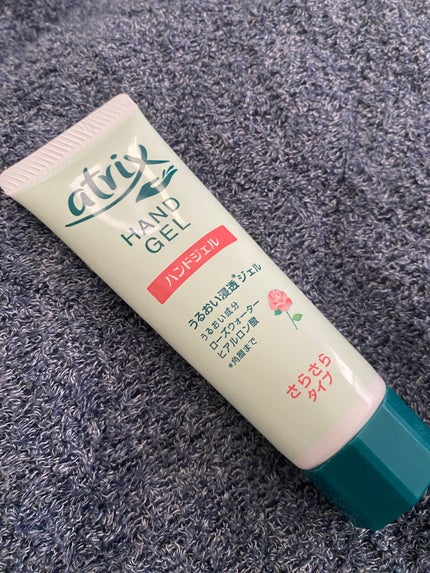 atrix
HAND
GEL
ハンドジェル
うるおい浸透*ジェル
うるおい成分
ローズウォーター
ヒアルロン酸
*角層まで
さらさら
タイプ